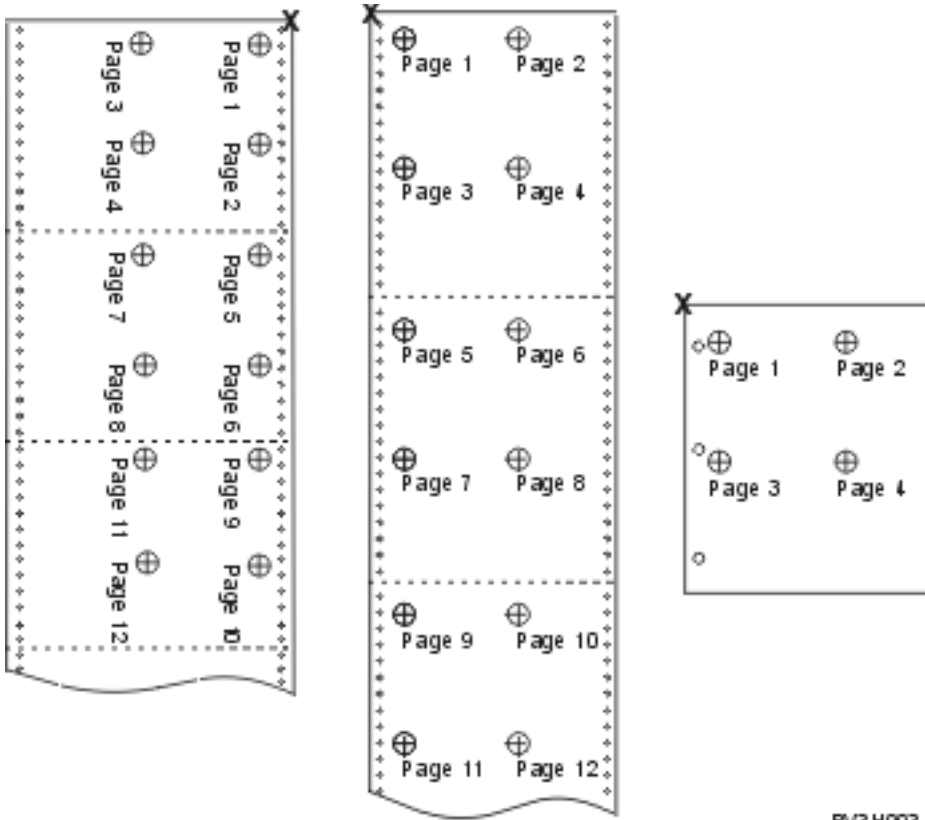 X
Page 1
Page 2
Page 3
Page 4
Page 5
Page 6
Page 7
Page 8
Page 9
Page 10
Page 11
Page 12
X
Page 1 Page 2
Page 3 Page 4
Page 5 Page 6
Page 7 Page 8
Page 9 Page 10
Page 11 Page 12
X
Page 1 Page 2
Page 3 Page 4